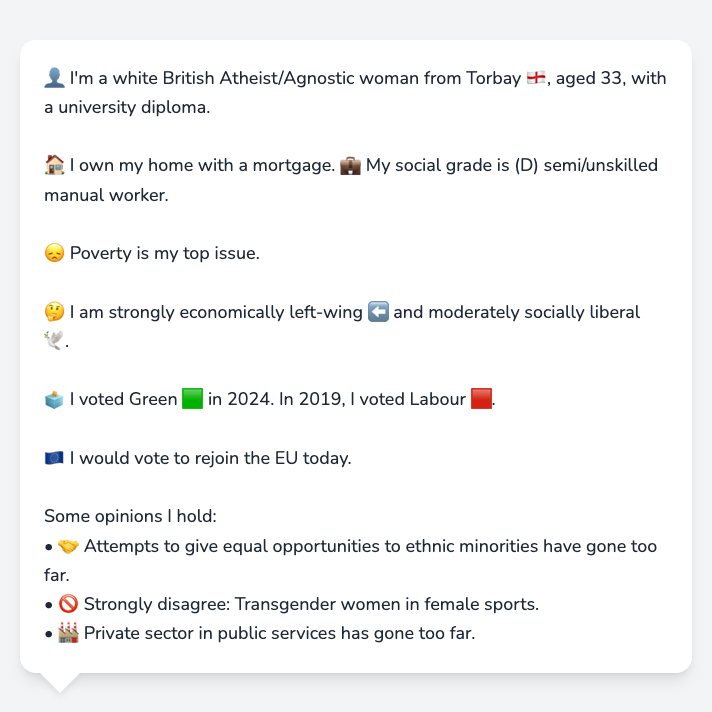 👤 I'm a white British Atheist/Agnostic woman from Torbay 🏴󠁧󠁢󠁥󠁮󠁧󠁿, aged 33, with
a university diploma.
🏠 I own my home with a mortgage. 💼 My social grade is (D) semi/unskilled
manual worker.
😞 Poverty is my top issue.
🤔 I am strongly economically left-wing ⬅️ and moderately socially liberal
🕊️.
🗳️ I voted Green 🟩 in 2024. In 2019, I voted Labour 🟥.
🇪🇺 I would vote to rejoin the EU today.
Some opinions I hold:
• 🤝 Attempts to give equal opportunities to ethnic minorities have gone too
far.
• 🚫 Strongly disagree: Transgender women in female sports.
• 🏭 Private sector in public services has gone too far.